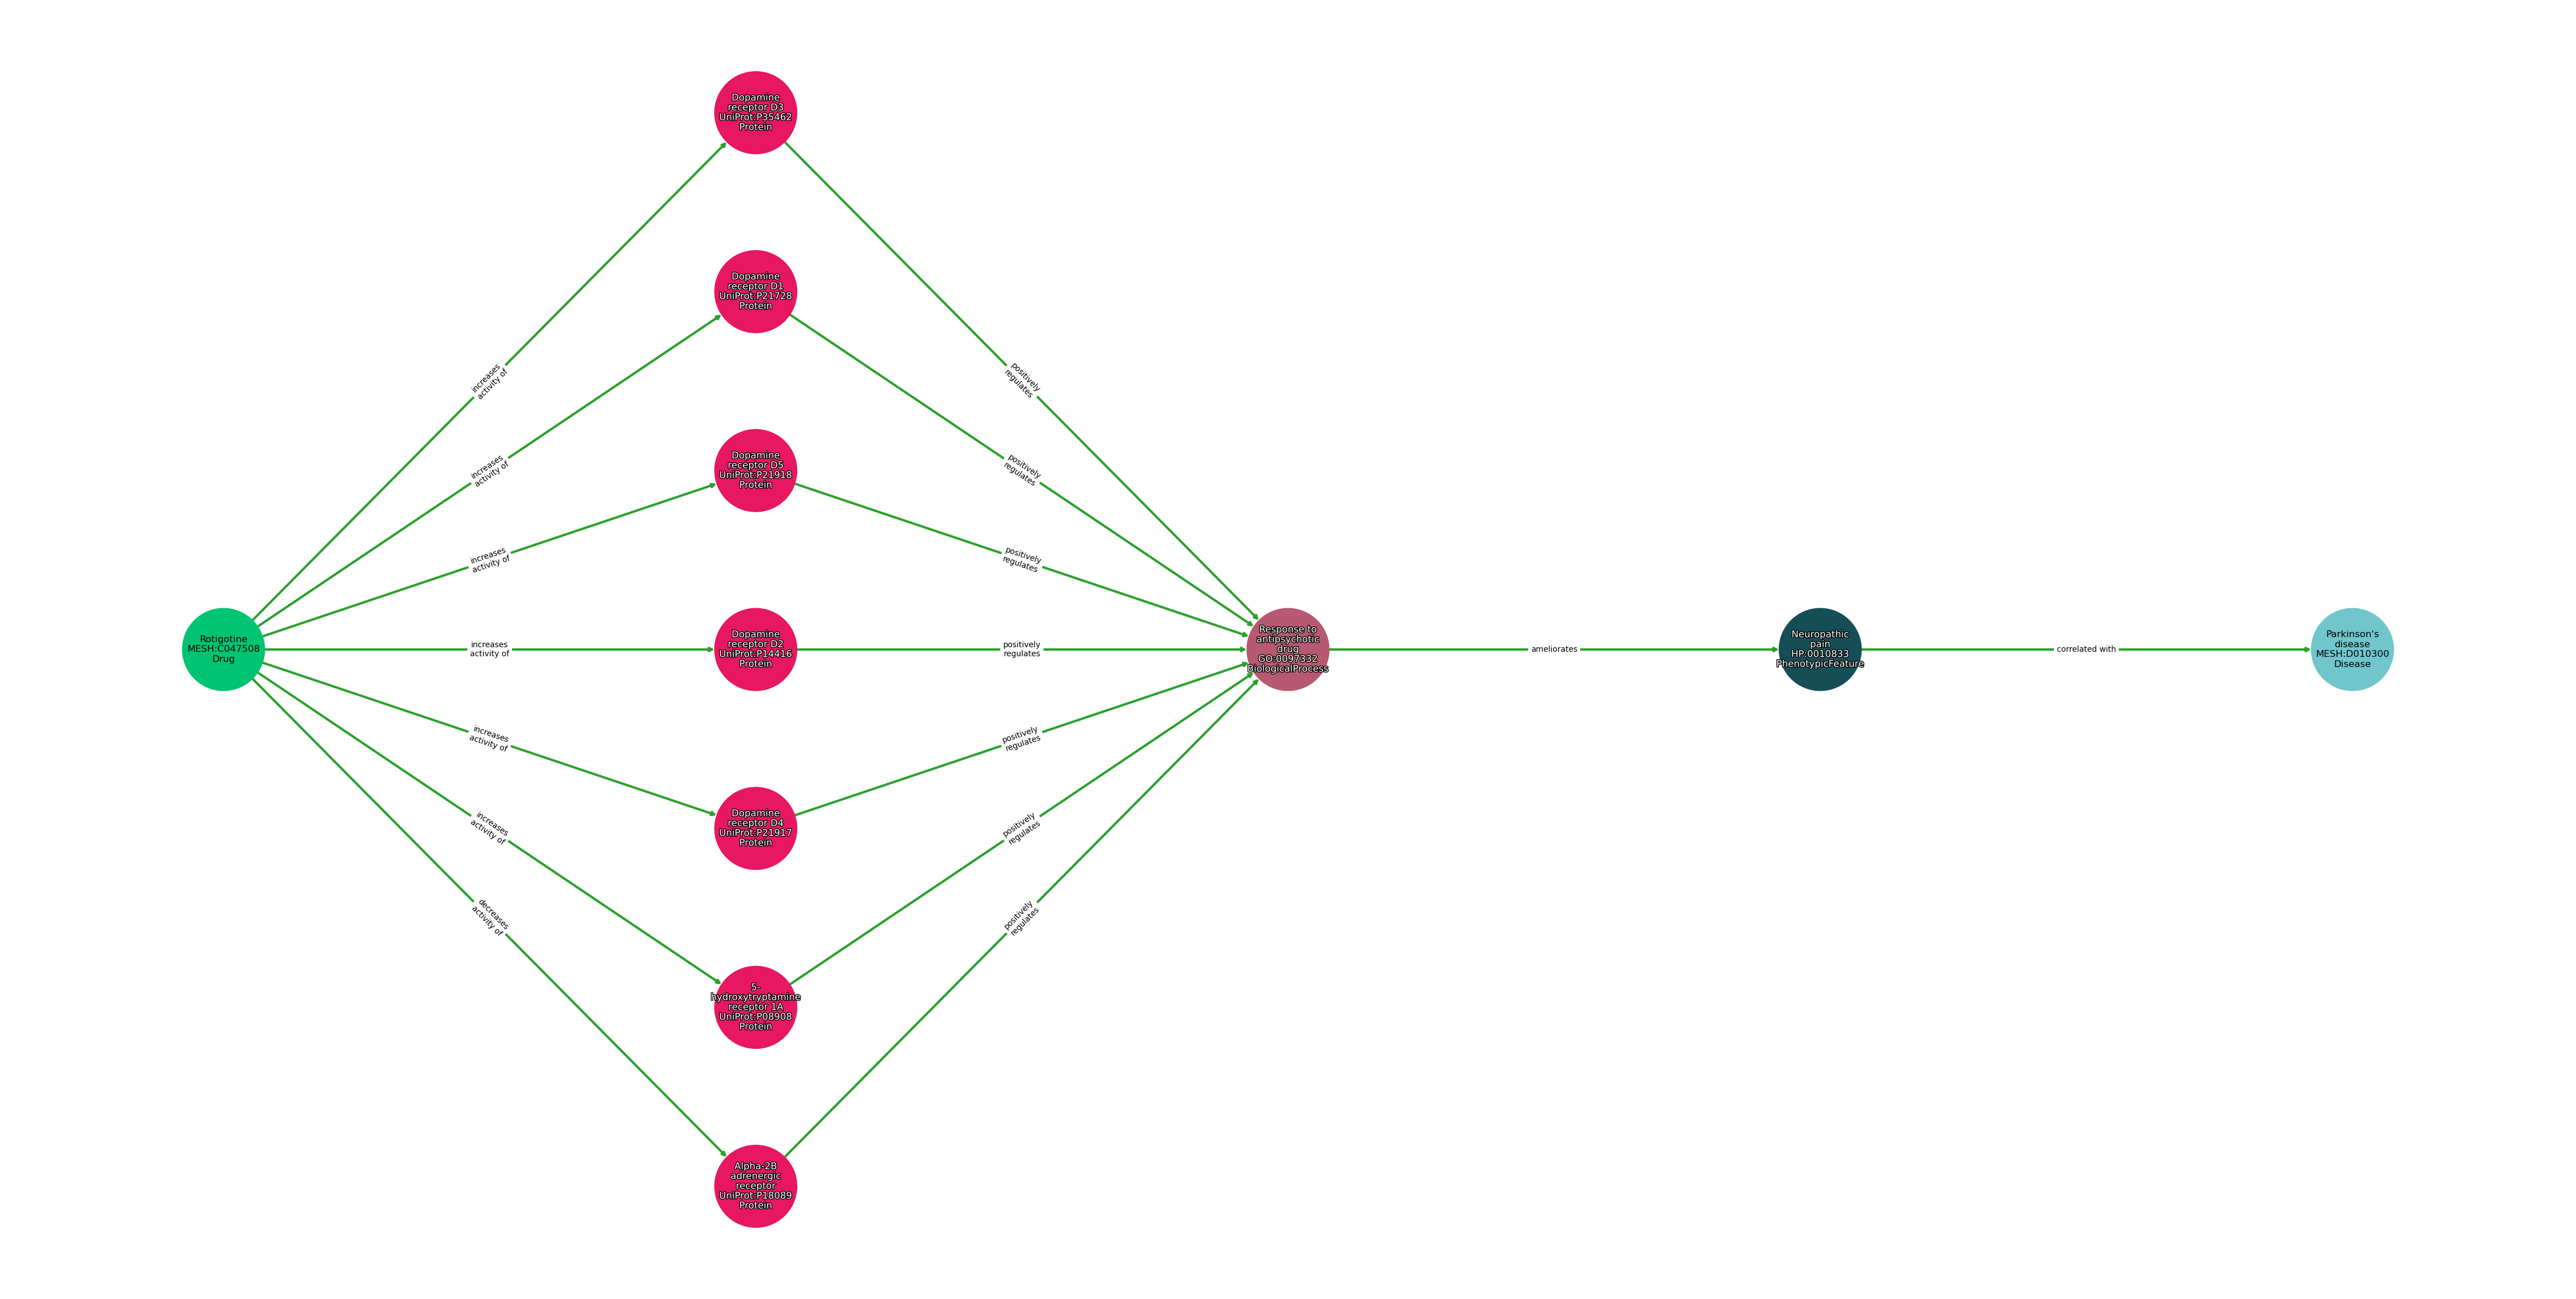 Dopamine
receptor D3
UniProt:P35462
Protein
Dopamine
receptor D1
UniProt:P21728
Protein
increases
activity of
positively
regulates
Dopamine
receptor D5
UniProt:P21918
Protein
increases
activity of
positively
regulates
increases
activity of
positively
regulates
Rotigotine
MESH:C047508
Drug
increases
activity of
Dopamine
receptor D2
UniProt:P14416
Protein
positively
regulates
Response to
antipsychotic
drug
GO:0097332
BiologicalProcess
ameliorates
Neuropathic
pain
HP:0010833
PhenotypicFeature
correlated with
Parkinson's
disease
MESH:D010300
Disease
increases
activity of
positively
regulates
Dopamine
receptor D4
UniProt:P21917
Protein
increases
activity of
positively
regulates
decreases
activity of
positively
regulates
5-
hydroxytryptamine
receptor 1A
UniProt:P08908
Protein
Alpha-2B
adrenergic
receptor
UniProt:P18089
Protein